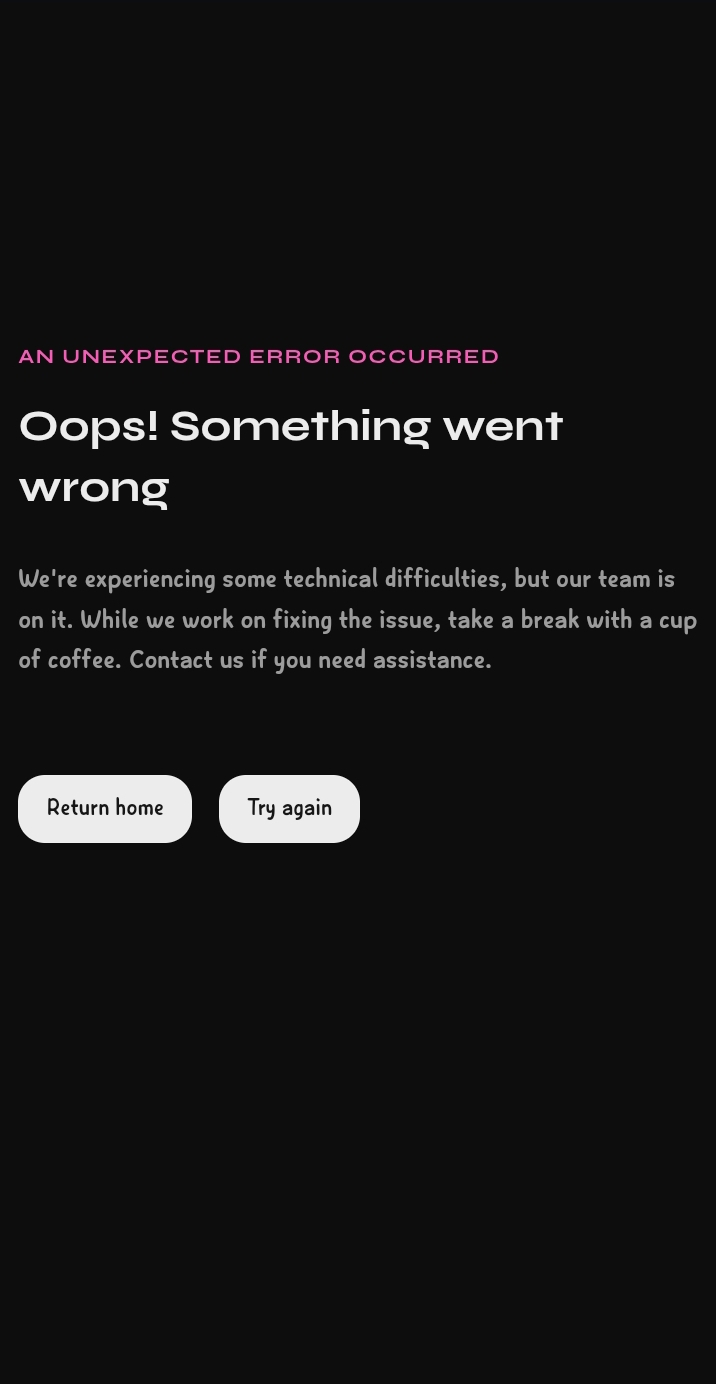 AN UNEXPECTED ERROR OCCURRED
Oops! Something went
wrong
We're experiencing some technical difficulties, but our team is
on it. While we work on fixing the issue, take a break with a cup
of coffee. Contact us if you need assistance.
Return home
Try again